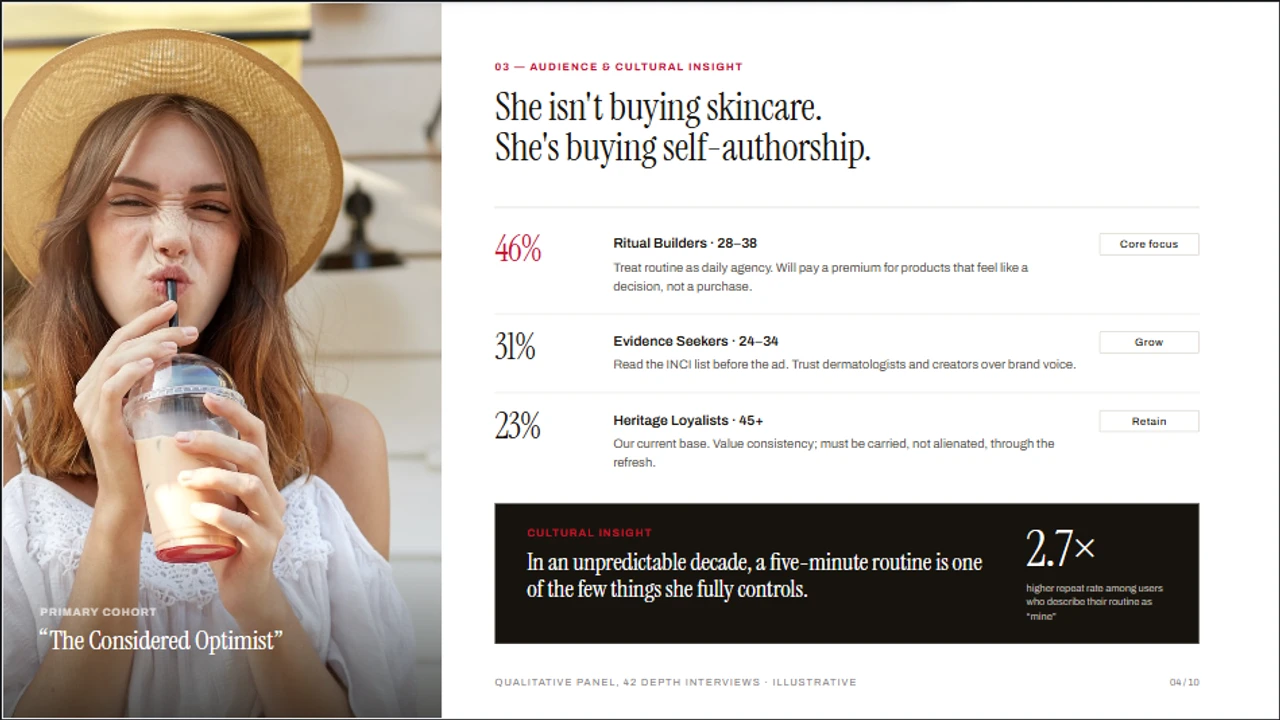 03 — AUDIENCE & CULTURAL INSIGHT
She isn't buying skincare.
She's buying self-authorship.
46%
Ritual Builders · 28–38
Core focus
Treat routine as daily agency. Will pay a premium for products that feel like a
decision, not a purchase.
31%
Evidence Seekers · 24–34
Grow
Read the INCI list before the ad. Trust dermatologists and creators over brand voice.
23%
Heritage Loyalists · 45+
Retain
Our current base. Value consistency; must be carried, not alienated, through the
refresh.
CULTURAL INSIGHT
In an unpredictable decade, a five-minute routine is one
of the few things she fully controls.
2.7×
higher repeat rate among users
who describe their routine as
“mine”
PRIMARY COHORT
“The Considered Optimist”
QUALITATIVE PANEL, 42 DEPTH INTERVIEWS · ILLUSTRATIVE
04/10